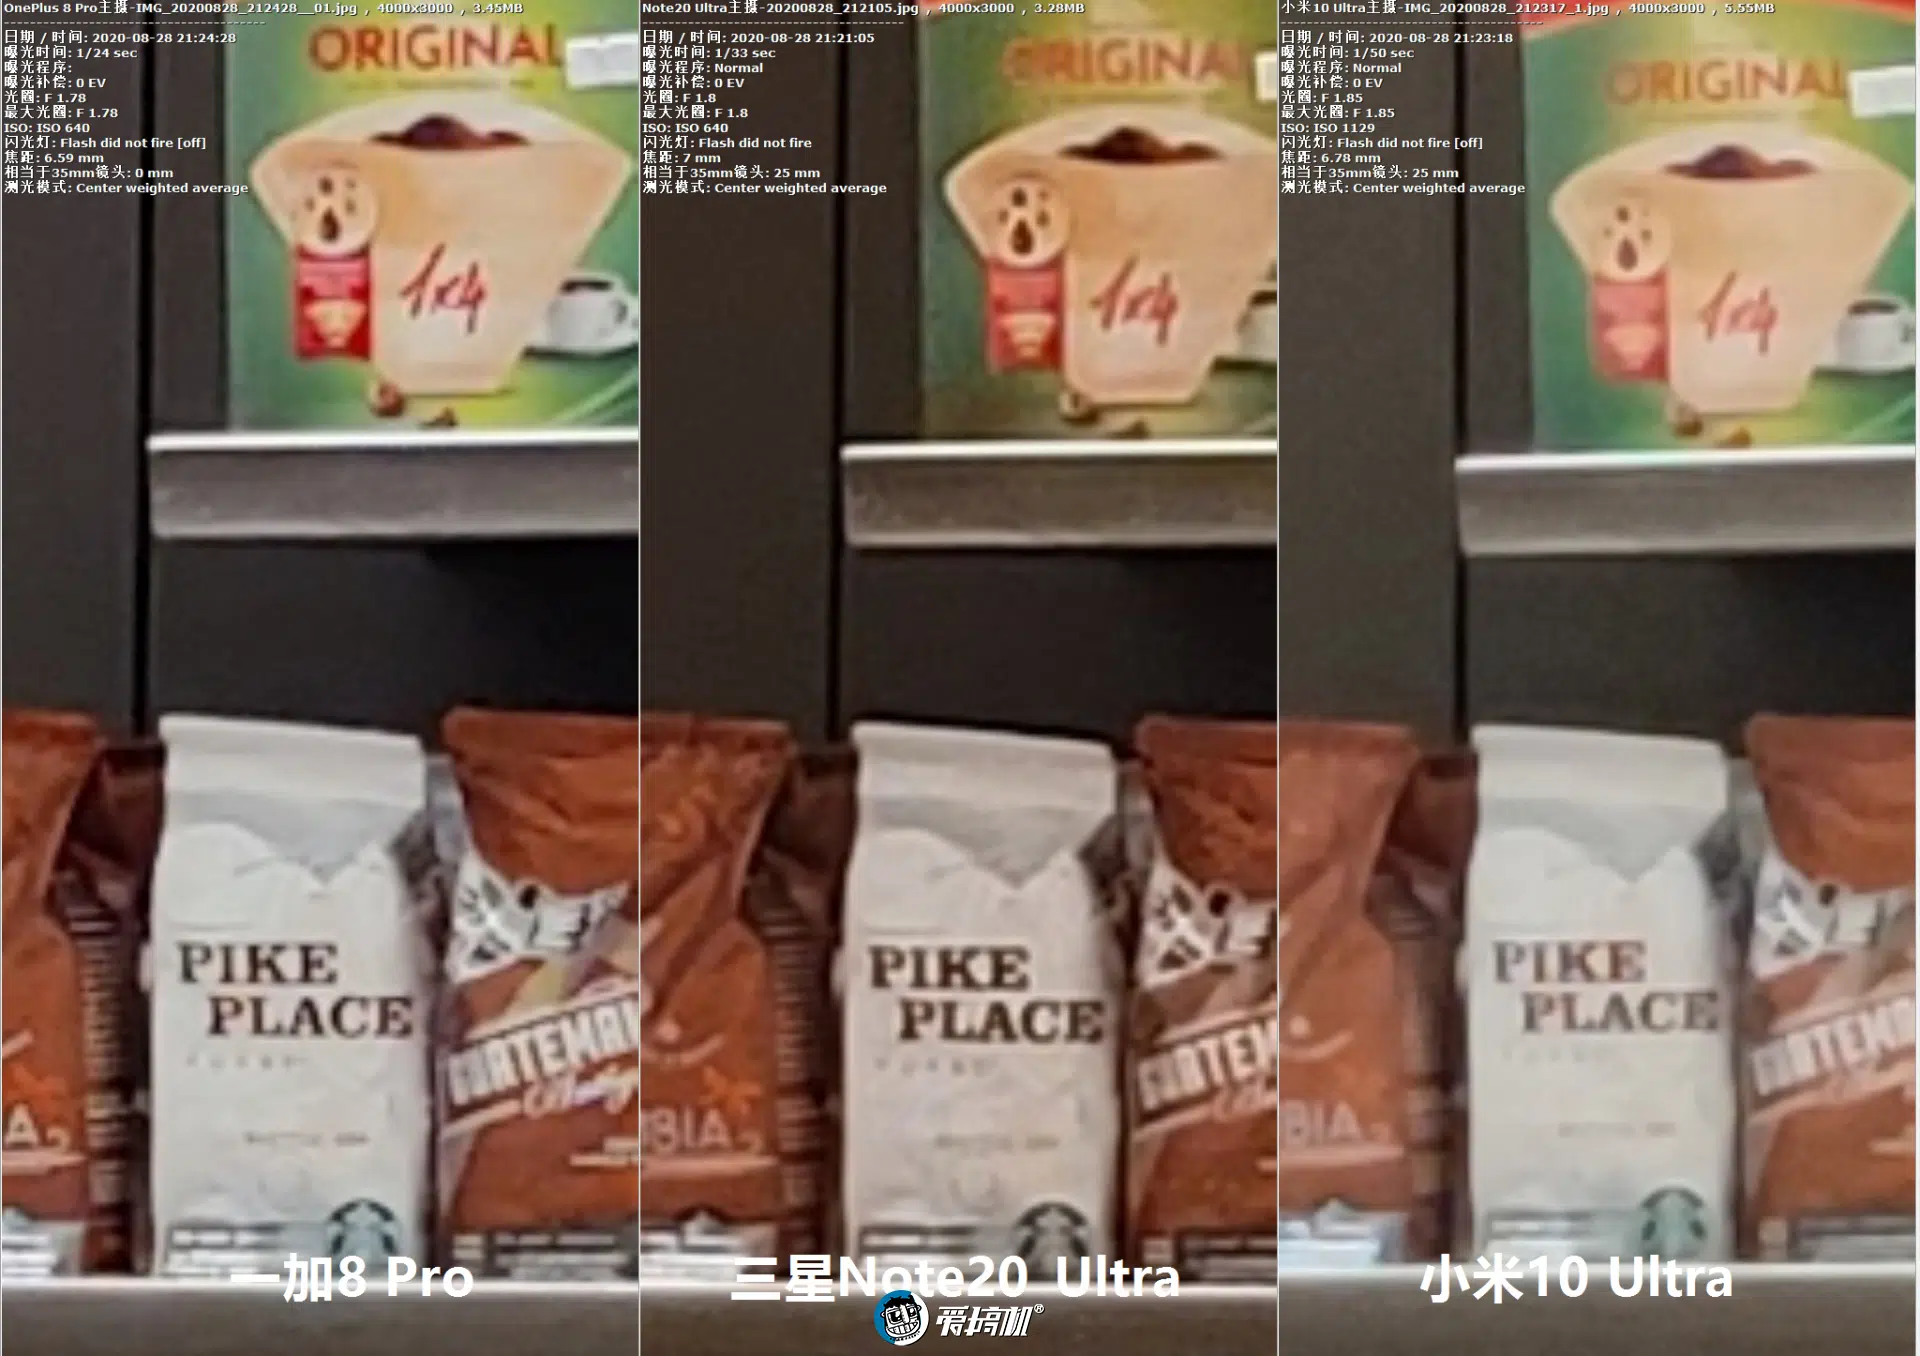 OnePlus 8 Pro主摄-IMG_20200828_212428__01.jpg , 4000x3000 , 3.45MB
日期 / 时间: 2020-08-28 21:24:28
曝光时间: 1/24 sec
曝光程序:
曝光补偿: 0 EV
光圈: F 1.78
最大光圈: F 1.78
ISO: ISO 640
闪光灯: Flash did not fire [off]
焦距: 6.59 mm
相当于35mm镜头: 0 mm
测光模式: Center weighted average
ORIGINAL
1x4
PIKE
PLACE
一加8 Pro
Note20 Ultra主摄-20200828_212105.jpg , 4000x3000 , 3.28MB
日期 / 时间: 2020-08-28 21:21:05
曝光时间: 1/33 sec
曝光程序: Normal
曝光补偿: 0 EV
光圈: F 1.8
最大光圈: F 1.8
ISO: ISO 640
闪光灯: Flash did not fire
焦距: 7 mm
相当于35mm镜头: 25 mm
测光模式: Center weighted average
ORIGINA
1x4
PIKE
PLACE
BIA
三星Note20 Ultra
爱搞机®
小米10 Ultra主摄-IMG_20200828_212317_1.jpg , 4000x3000 , 5.55MB
日期 / 时间: 2020-08-28 21:23:18
曝光时间: 1/50 sec
曝光程序: Normal
曝光补偿: 0 EV
光圈: F 1.85
最大光圈: F 1.85
ISO: ISO 1129
闪光灯: Flash did not fire [off]
焦距: 6.78 mm
相当于35mm镜头: 25 mm
测光模式: Center weighted average
ORIGINAL
1x4
PIKE
PLACE
BIA
小米10 Ultra